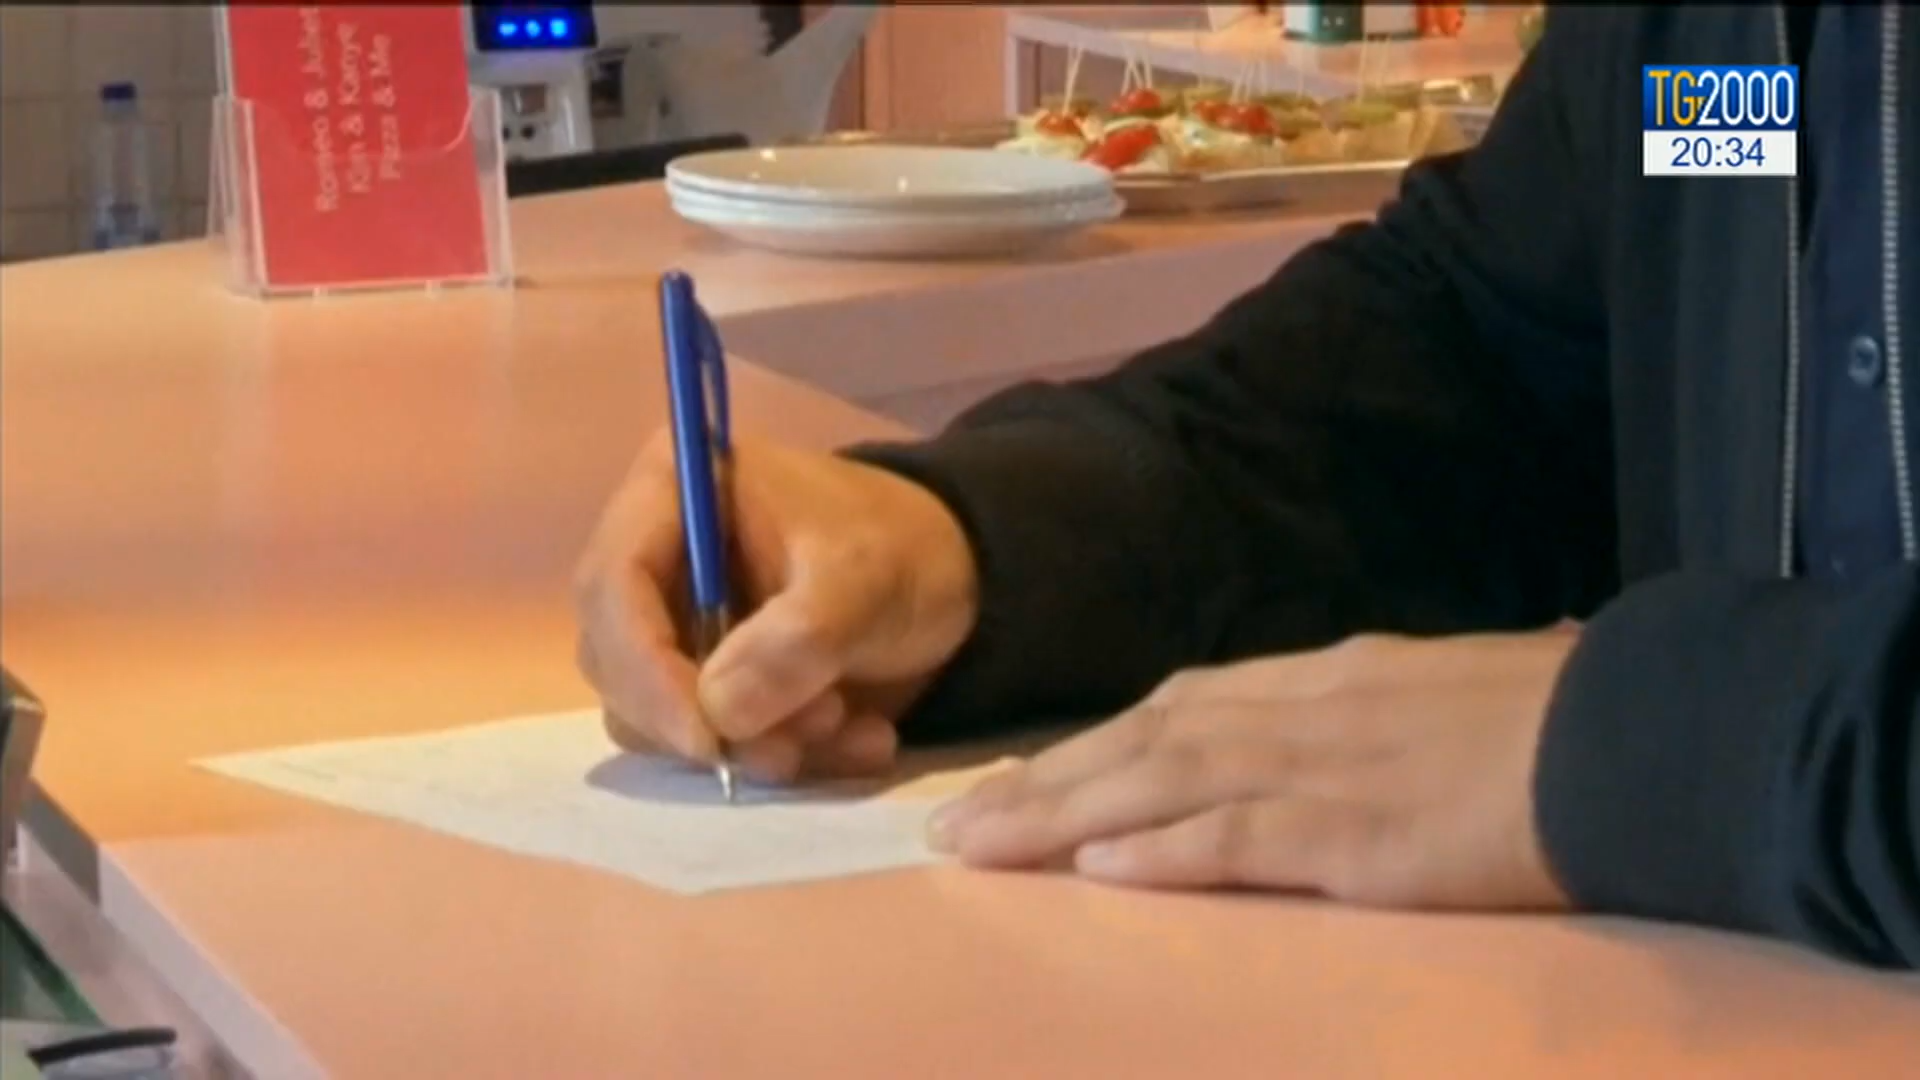 Romeo & Juliet
Kim & Kanye
Pizza & Me
TG2000
20:34